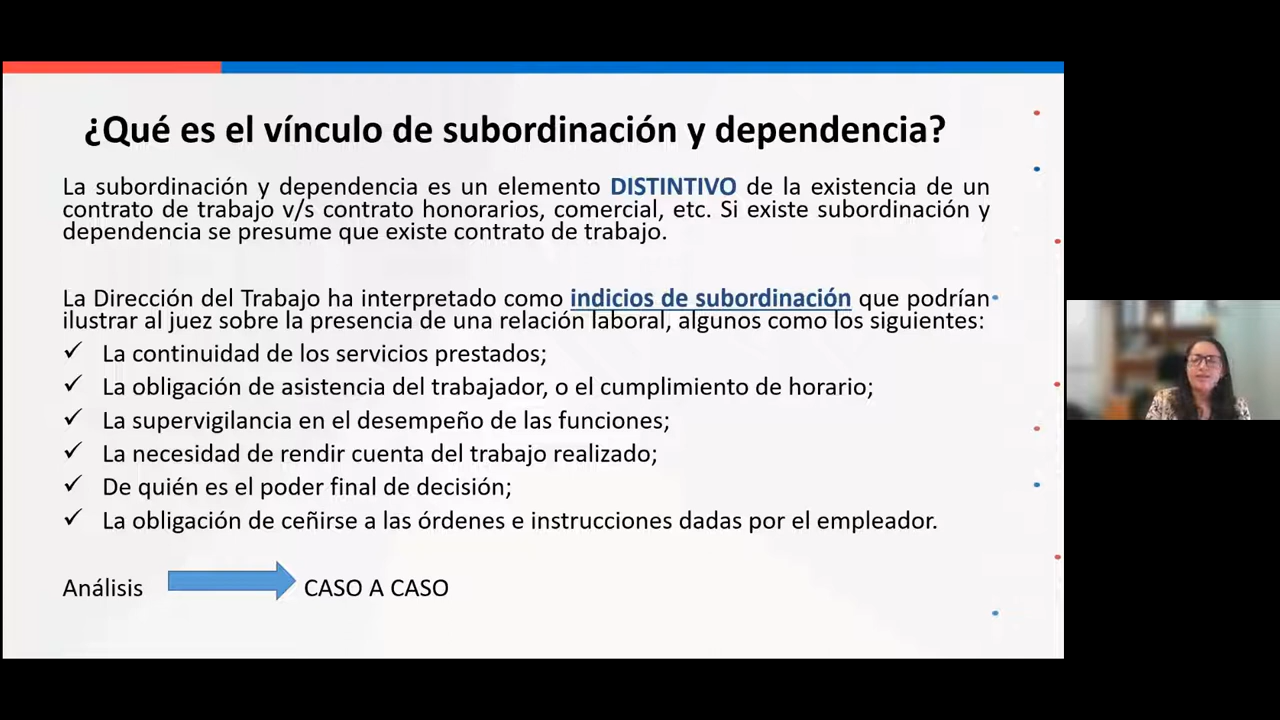 ¿Qué es el vínculo de subordinación y dependencia?
La subordinación y dependencia es un elemento DISTINTIVO de la existencia de un
contrato de trabajo v/s contrato honorarios, comercial, etc. Si existe subordinación y
dependencia se presume que existe contrato de trabajo.
La Dirección del Trabajo ha interpretado como indicios de subordinación que podrían
ilustrar al juez sobre la presencia de una relación laboral, algunos como los siguientes:
✓ La continuidad de los servicios prestados;
✓ La obligación de asistencia del trabajador, o el cumplimiento de horario;
✓ La supervigilancia en el desempeño de las funciones;
✓ La necesidad de rendir cuenta del trabajo realizado;
✓ De quién es el poder final de decisión;
✓ La obligación de ceñirse a las órdenes e instrucciones dadas por el empleador.
Análisis CASO A CASO